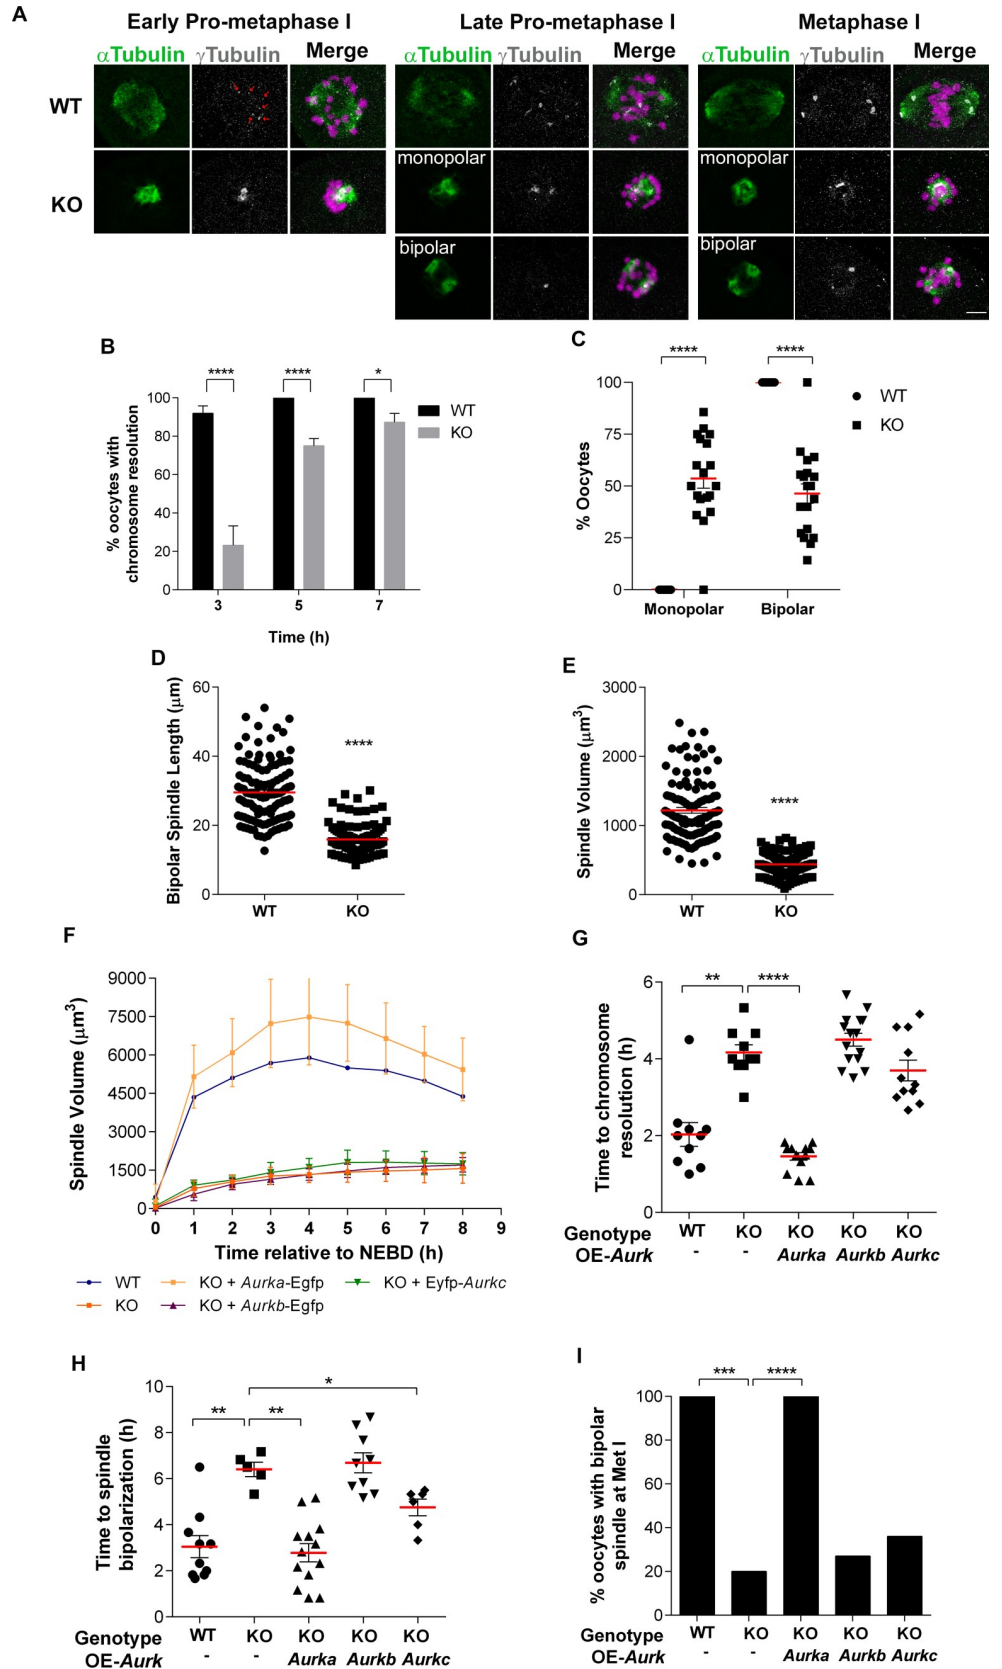 A
Early Pro-metaphase I
Late Pro-metaphase I
Metaphase I
αTubulin γTubulin Merge
αTubulin γTubulin Merge
αTubulin γTubulin Merge
WT
KO
monopolar
monopolar
bipolar
bipolar
B
% oocytes with
chromosome resolution
100
80
60
40
20
0
**** **** *
WT
KO
3 5 7
Time (h)
C
% Oocytes
100
75
50
25
0
**** ****
WT
KO
Monopolar Bipolar
D
Bipolar Spindle Length (μm)
60
40
20
0
****
WT KO
E
Spindle Volume (μm³)
3000
2000
1000
0
****
WT KO
F
Spindle Volume (μm³)
9000
7500
6000
4500
3000
1500
0
0 1 2 3 4 5 6 7 8 9
Time relative to NEBD (h)
WT
KO
KO + Aurka-Egfp
KO + Aurkb-Egfp
KO + Eyfp-Aurkc
G
Time to chromosome
resolution (h)
6
4
2
0
** ****
Genotype WT KO KO KO KO
OE-Aurk - - Aurka Aurkb Aurkc
H
Time to spindle
bipolarization (h)
10
8
6
4
2
0
*
** **
Genotype WT KO KO KO KO
OE-Aurk - - Aurka Aurkb Aurkc
I
% oocytes with bipolar
spindle at Met I
100
80
60
40
20
0
*** ****
Genotype WT KO KO KO KO
OE-Aurk - - Aurka Aurkb Aurkc